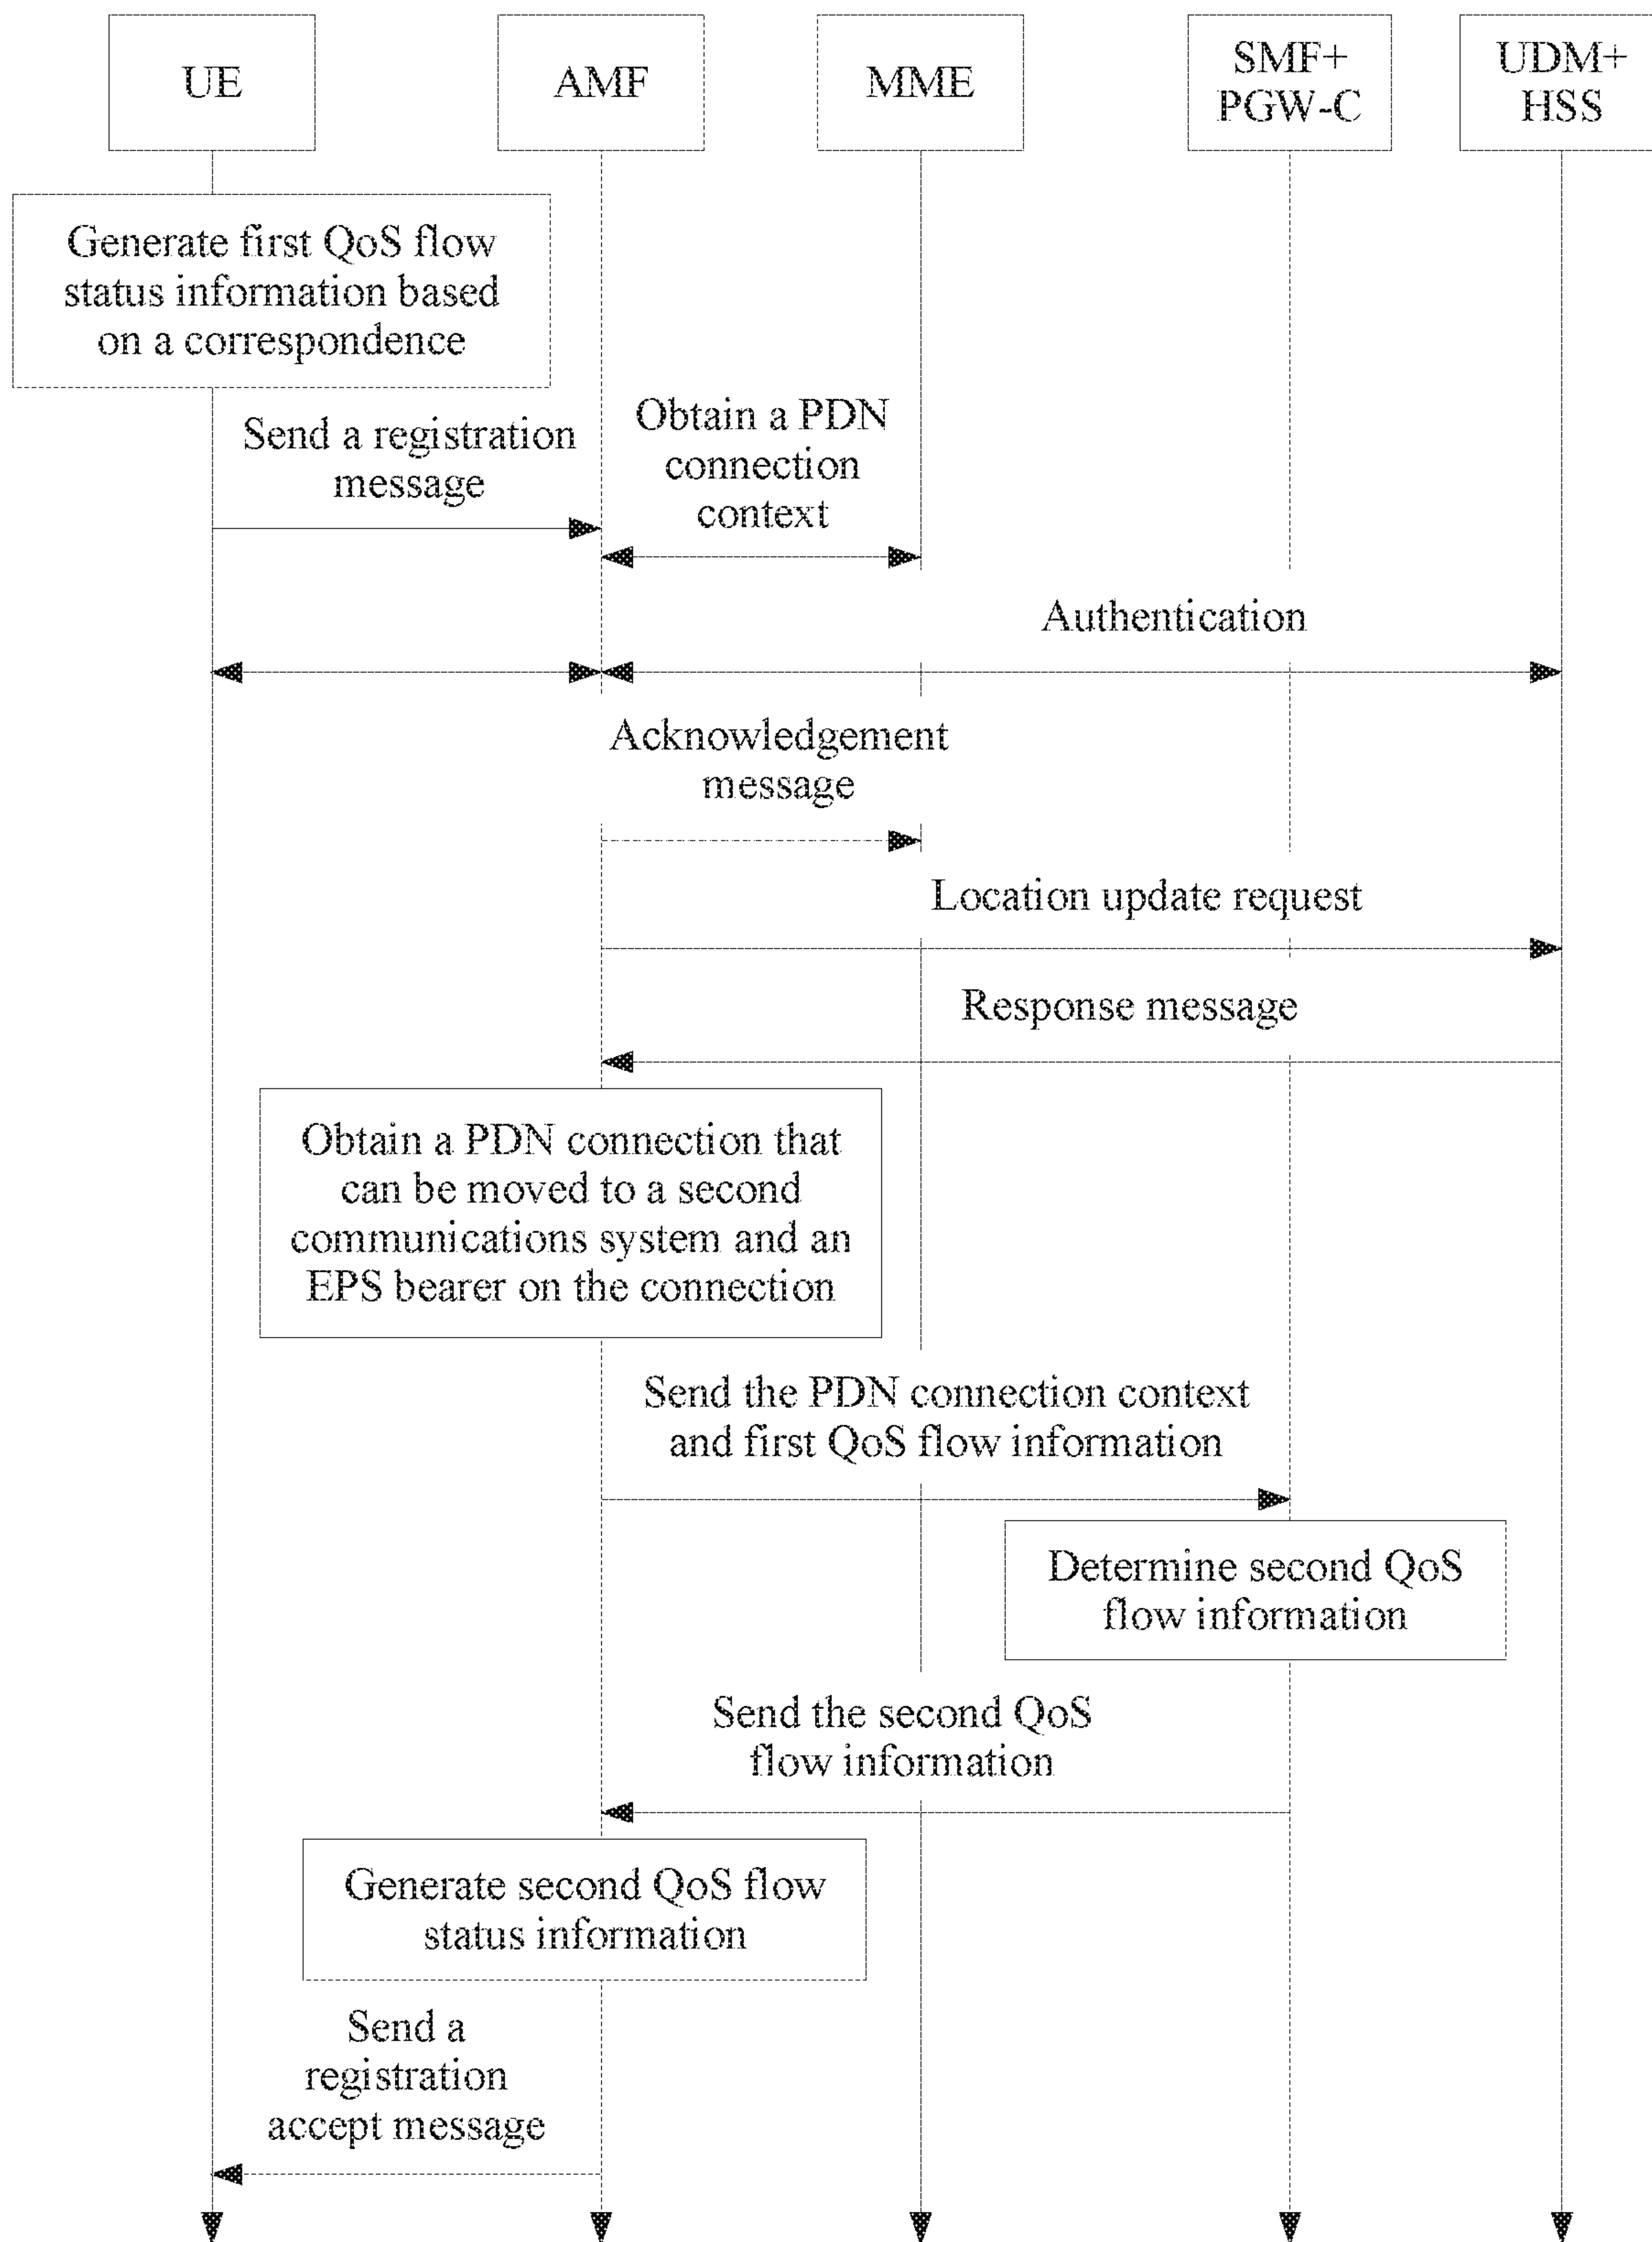 UE
AMF
MME
SMF+
PGW-C
UDM+
HSS
Generate first QoS flow
status information based
on a correspondence
Send a registration
message
Obtain a PDN
connection
context
Authentication
Acknowledgement
message
Location update request
Response message
Obtain a PDN connection that
can be moved to a second
communications system and an
EPS bearer on the connection
Send the PDN connection context
and first QoS flow information
Determine second QoS
flow information
Send the second QoS
flow information
Generate second QoS flow
status information
Send a
registration
accept message